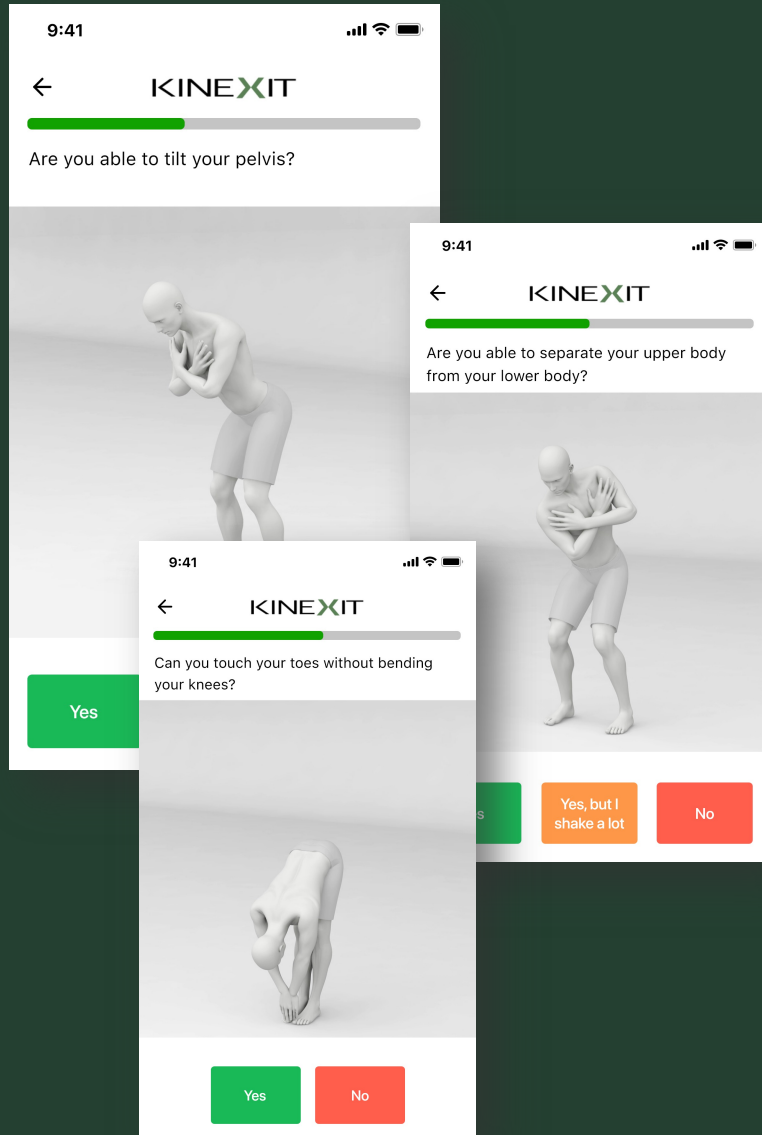 9:41
KINEXIT
Are you able to tilt your pelvis?
Yes
9:41
KINEXIT
Are you able to separate your upper body
from your lower body?
s
Yes, but I
shake a lot
No
9:41
KINEXIT
Can you touch your toes without bending
your knees?
Yes
No